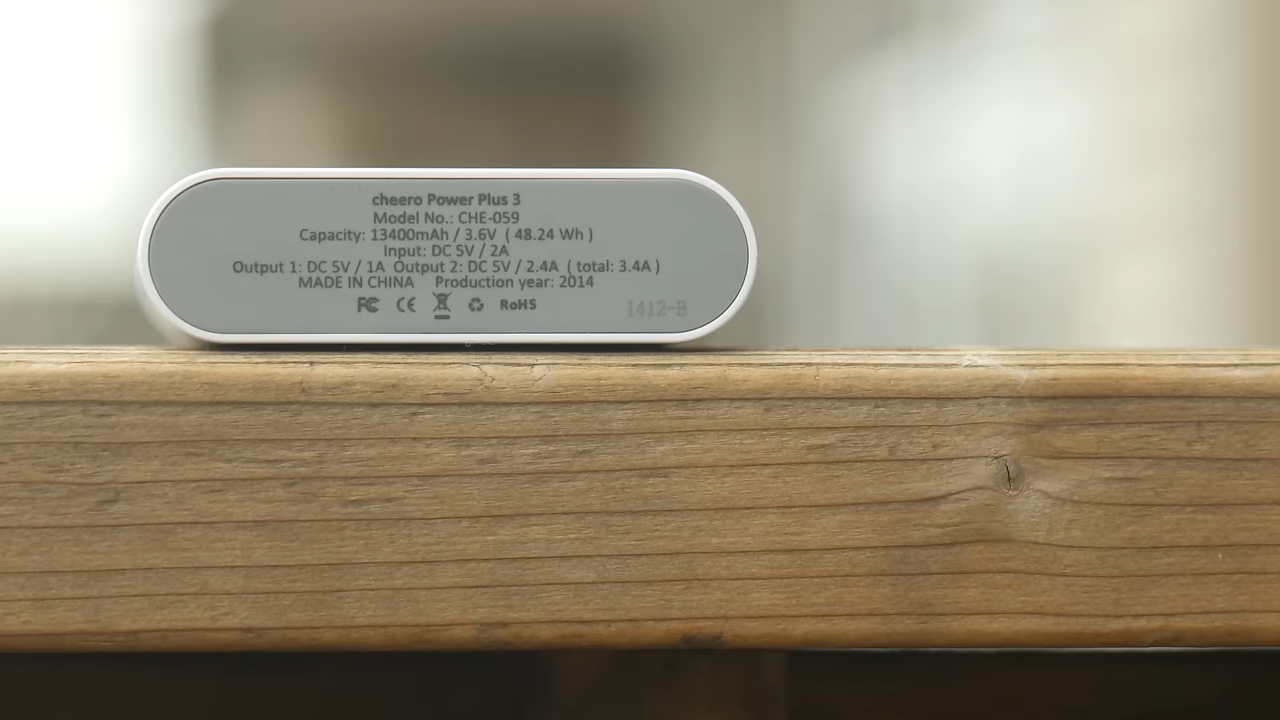 cheero Power Plus 3
Model No.: CHE-059
Capacity: 13400mAh / 3.6V ( 48.24 Wh )
Input: DC 5V / 2A
Output 1: DC 5V / 1A Output 2: DC 5V / 2.4A ( total: 3.4A )
MADE IN CHINA Production year: 2014
FC CE RoHS
1412-B